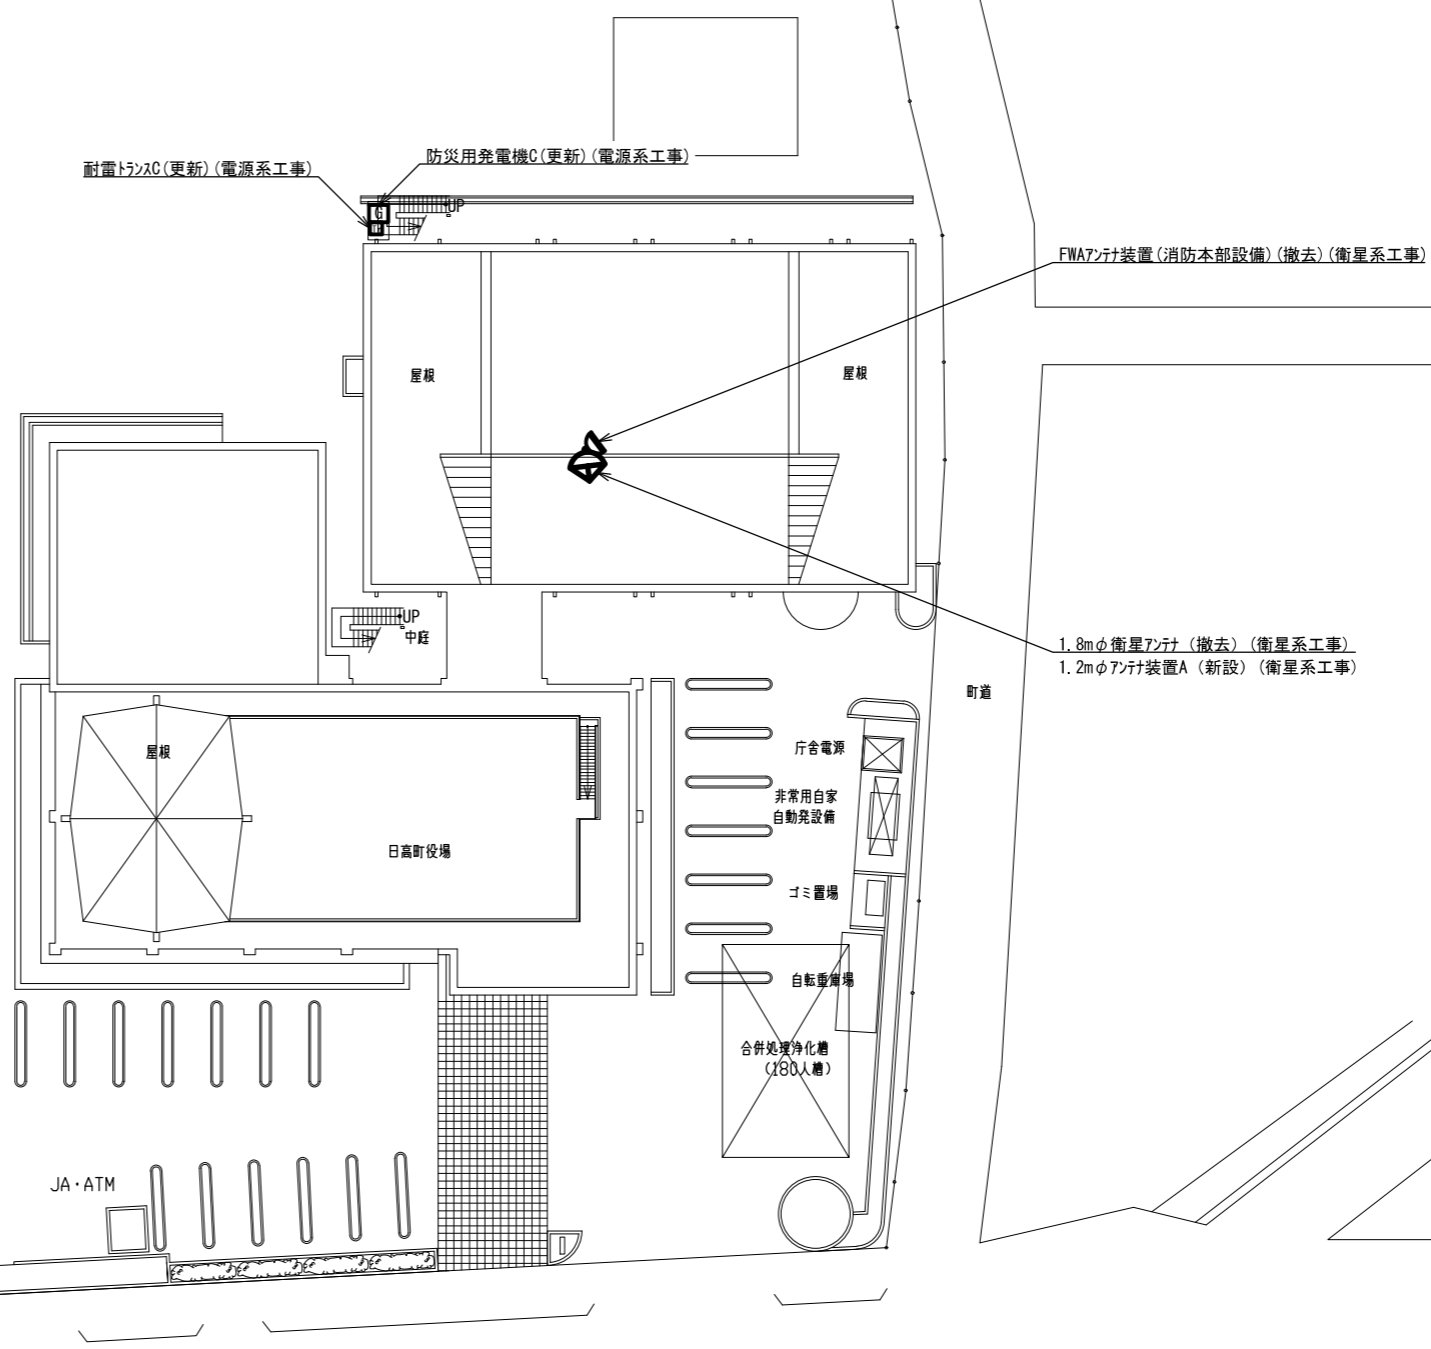 防災用発電機C(更新)(電源系工事)
耐雷ﾄﾗﾝｽC(更新)(電源系工事)
G
UP
FWAｱﾝﾃﾅ装置(消防本部設備)(撤去)(衛星系工事)
屋根
屋根
UP
中庭
1.8mφ衛星ｱﾝﾃﾅ（撤去）（衛星系工事）
1.2mφｱﾝﾃﾅ装置A（新設）（衛星系工事）
町道
屋根
庁舎電源
非常用自家
自動発設備
日高町役場
ゴミ置場
自転重庫場
合併処理浄化槽
（180人槽）
JA・ATM